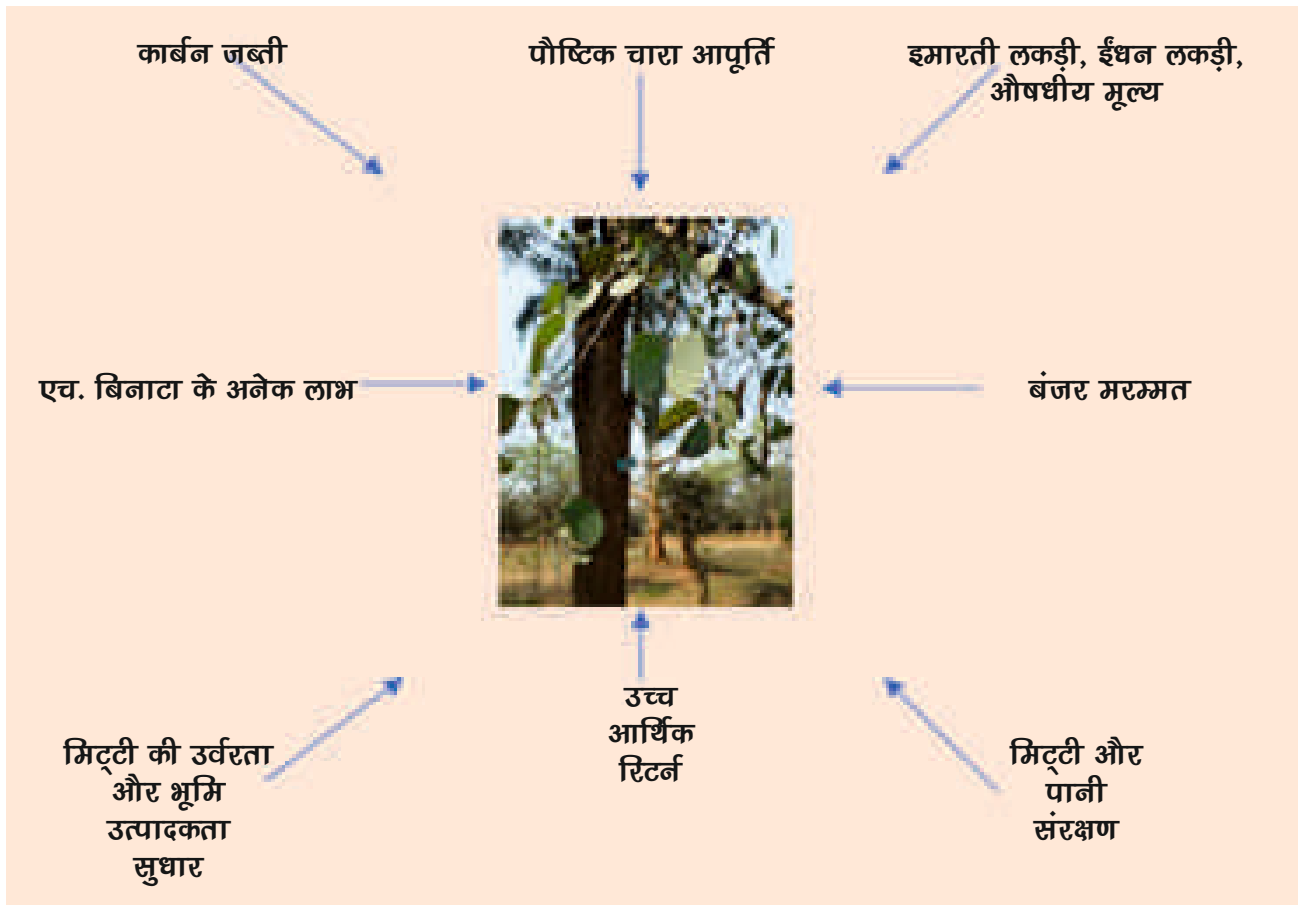 कार्बन जब्ती
पौष्टिक चारा आपूर्ति
इमारती लकड़ी, ईंधन लकड़ी,
औषधीय मूल्य
एच. बिनाटा के अनेक लाभ
बंजर मरम्मत
मिट्टी की उर्वरता
और भूमि
उत्पादकता
सुधार
उच्च
आर्थिक
रिटर्न
मिट्टी और
पानी
संरक्षण